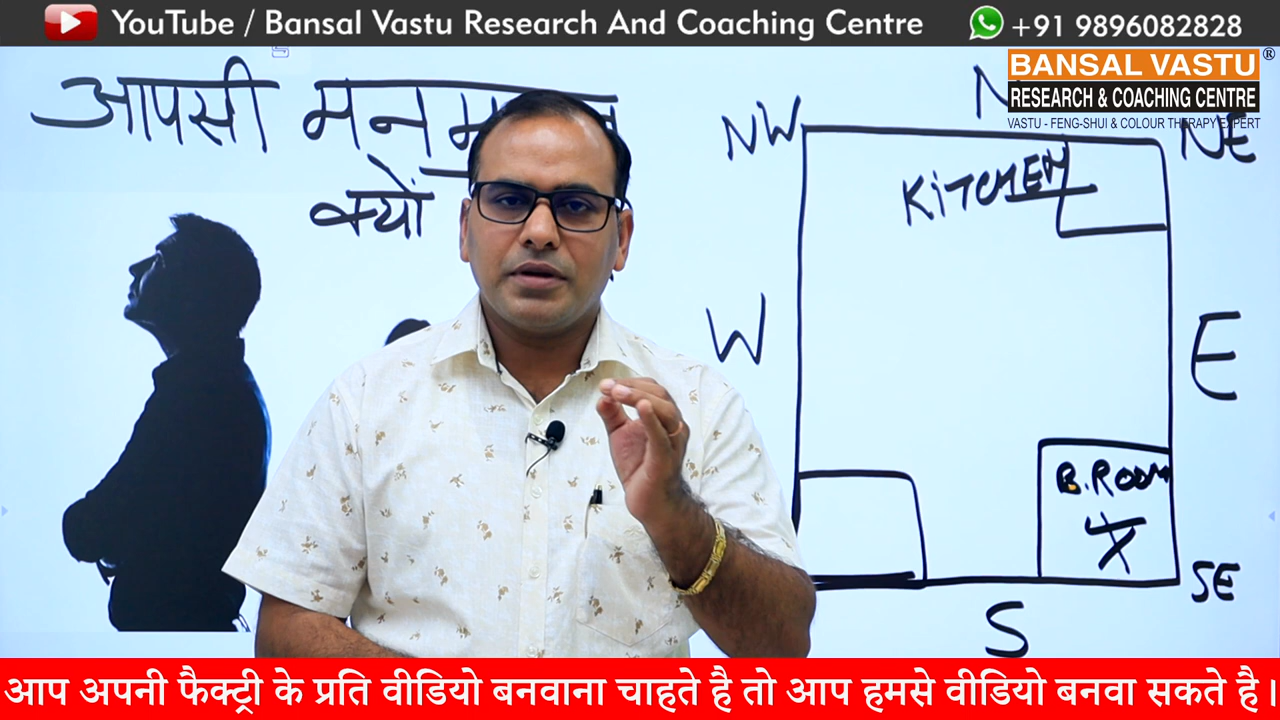 YouTube / Bansal Vastu Research And Coaching Centre
+91 9896082828
BANSAL VASTU ®
RESEARCH & COACHING CENTRE
VASTU - FENG-SHUI & COLOUR THERAPY EXPERT
आपसी
क्यों
NW
N
NE
KITCHEN
W
E
B.ROOM
S
SE
आप अपनी फैक्ट्री के प्रति वीडियो बनवाना चाहते है तो आप हमसे वीडियो बनवा सकते है।